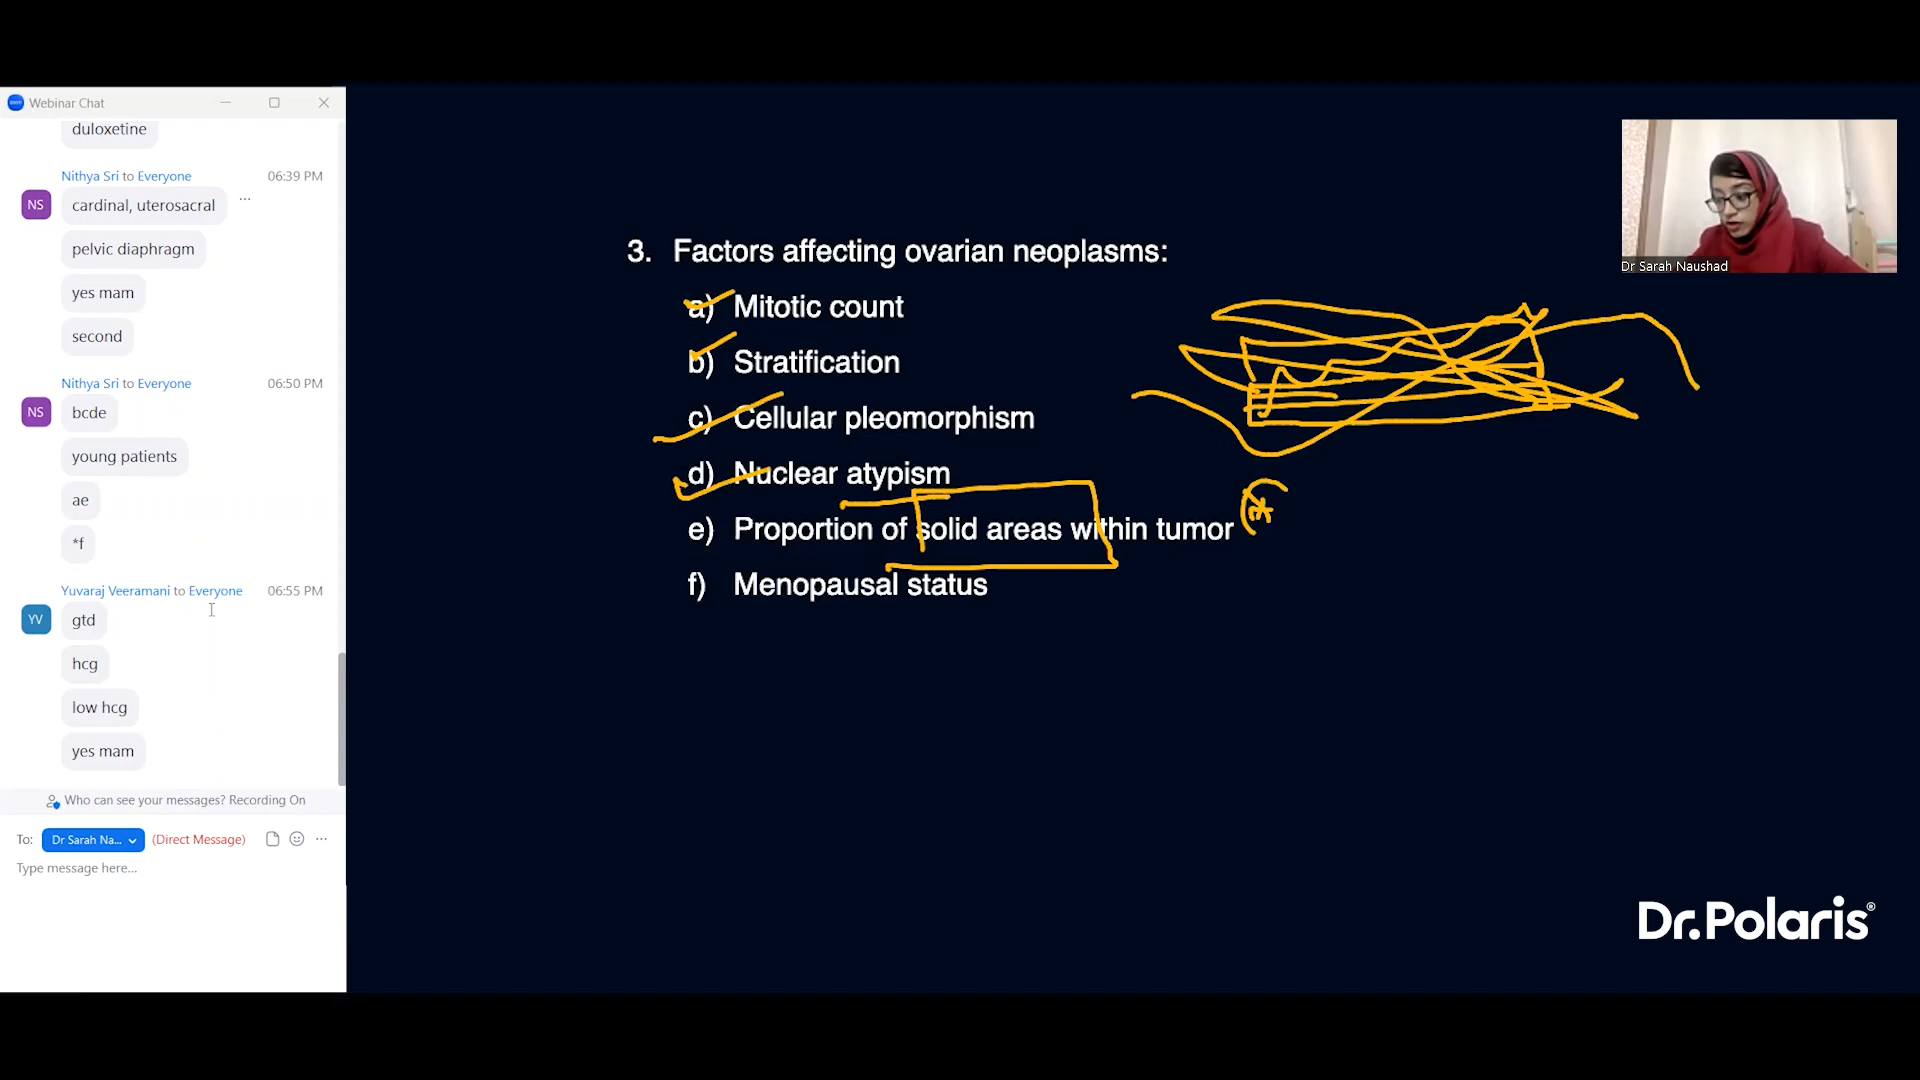 Webinar Chat
duloxetine
Nithya Sri to Everyone 06:39 PM
NS
cardinal, uterosacral
pelvic diaphragm
yes mam
second
Nithya Sri to Everyone 06:50 PM
NS
bcde
young patients
ae
*f
Yuvaraj Veeramani to Everyone 06:55 PM
YV
gtd
hcg
low hcg
yes mam
Who can see your messages? Recording On
To: Dr Sarah Na... (Direct Message)
Type message here...
3. Factors affecting ovarian neoplasms:
a) Mitotic count
b) Stratification
c) Cellular pleomorphism
d) Nuclear atypism
e) Proportion of solid areas within tumor
f) Menopausal status
Dr Sarah Naushad
Dr.Polaris®